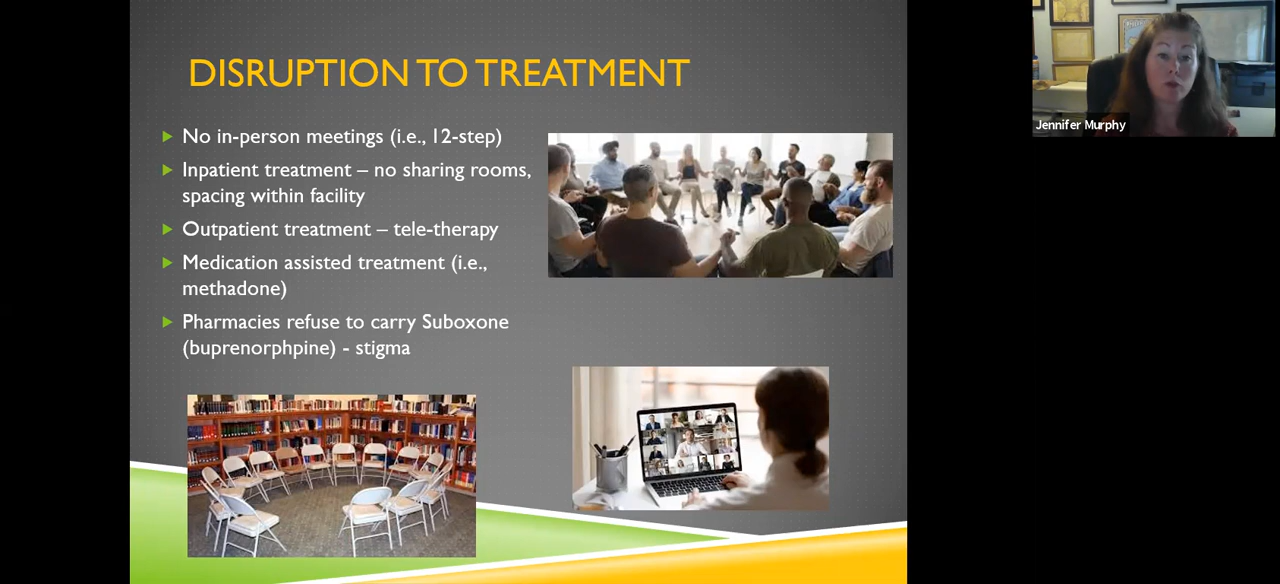 DISRUPTION TO TREATMENT
No in-person meetings (i.e., 12-step)
Inpatient treatment – no sharing rooms,
spacing within facility
Outpatient treatment – tele-therapy
Medication assisted treatment (i.e.,
methadone)
Pharmacies refuse to carry Suboxone
(buprenorphpine) - stigma
Jennifer Murphy